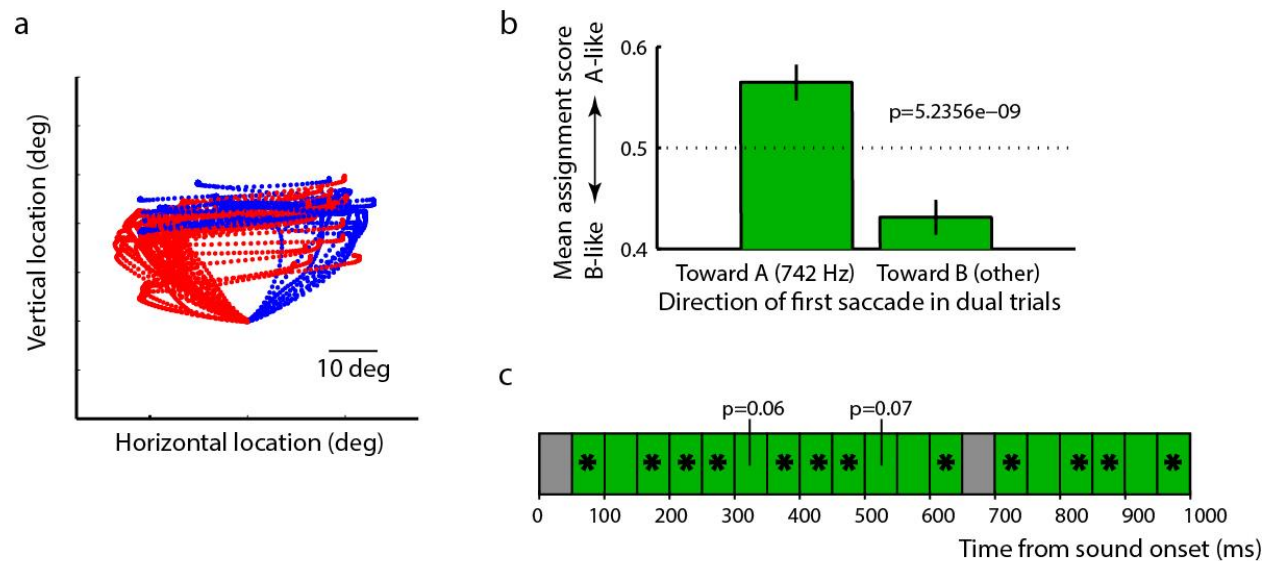 a
Vertical location (deg)
10 deg
Horizontal location (deg)
b
Mean assignment score
B-like A-like
0.6
0.5
0.4
p=5.2356e−09
Toward A (742 Hz) Toward B (other)
Direction of first saccade in dual trials
c
p=0.06 p=0.07
* * * * * * * * * * * *
0 100 200 300 400 500 600 700 800 900 1000
Time from sound onset (ms)